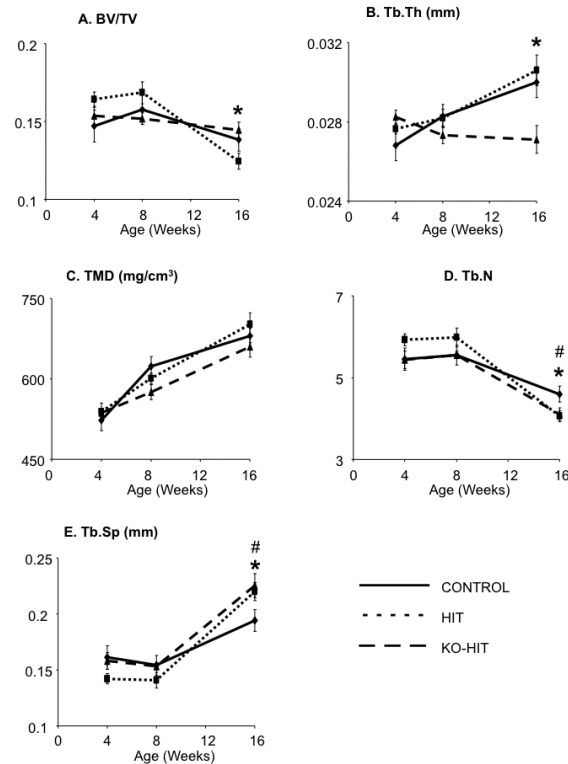 A. BV/TV
0.2
0.15
0.1
*
0 4 8 12 16
Age (Weeks)
B. Tb.Th (mm)
0.032
0.028
0.024
*
0 4 8 12 16
Age (Weeks)
C. TMD (mg/cm³)
750
600
450
0 4 8 12 16
Age (Weeks)
D. Tb.N
7
5
3
#
*
0 4 8 12 16
Age (Weeks)
E. Tb.Sp (mm)
0.25
0.2
0.15
0.1
#
*
0 4 8 12 16
Age (Weeks)
CONTROL
HIT
KO-HIT